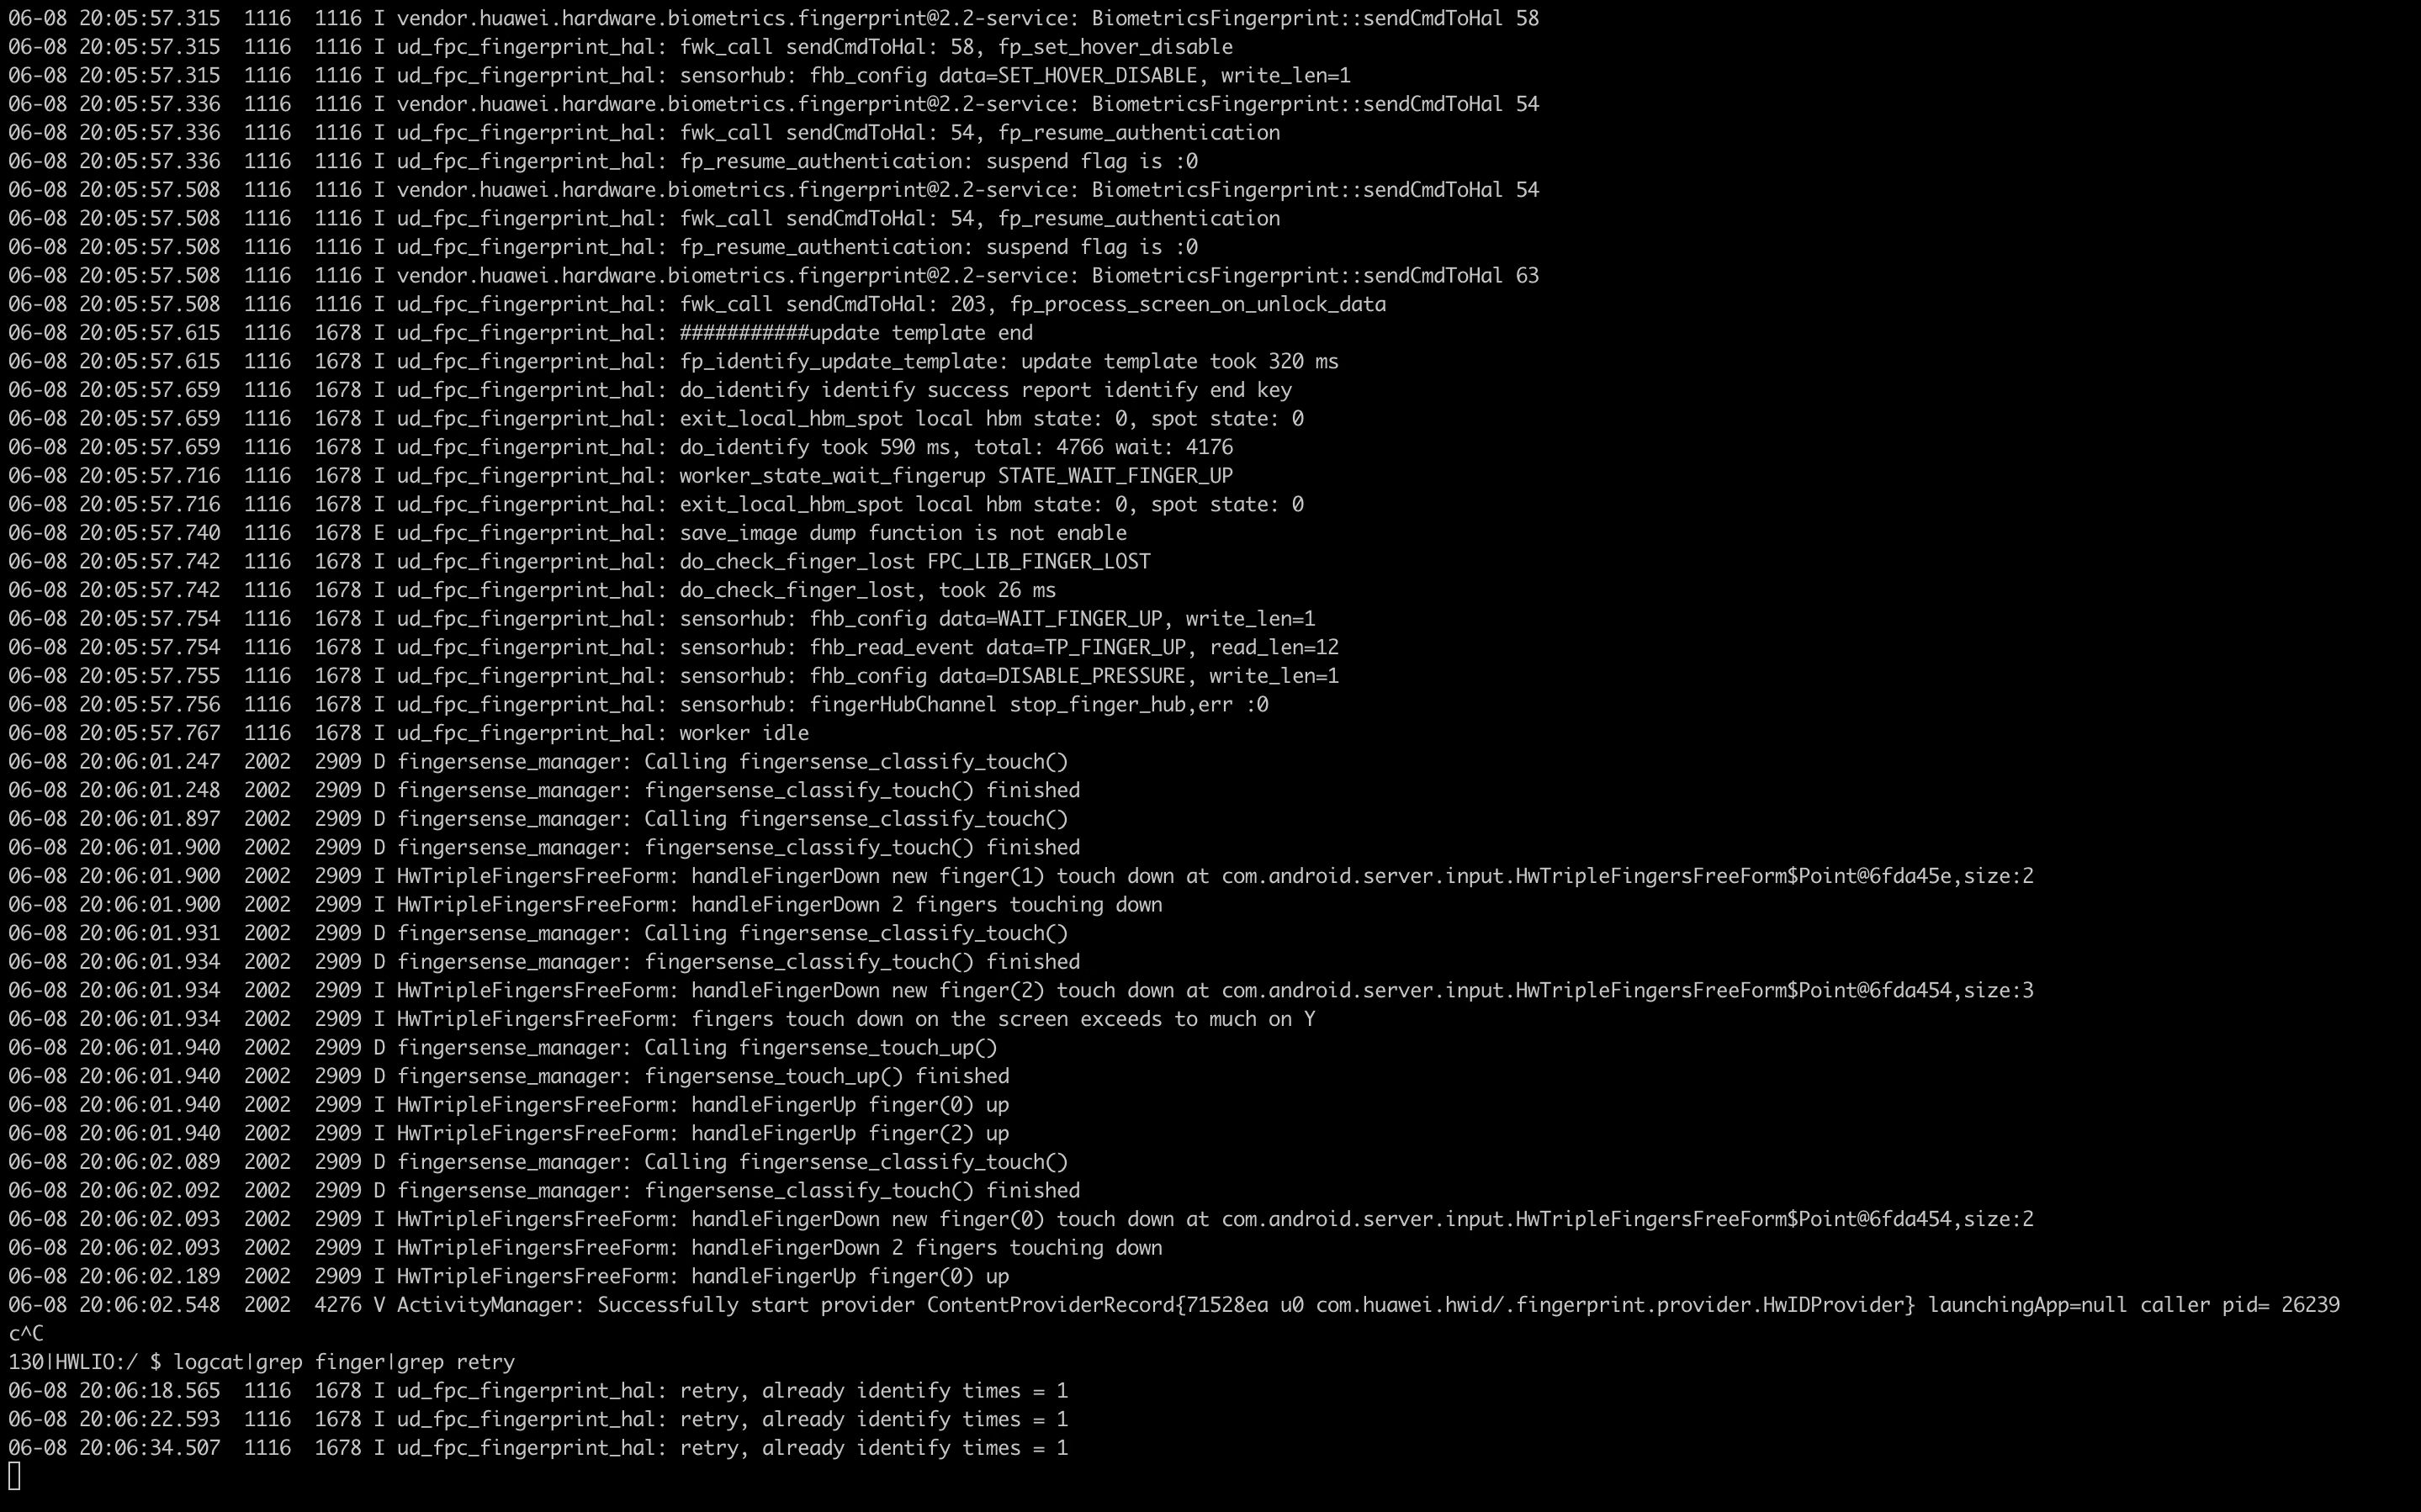 06-08 20:05:57.315  1116  1116 I vendor.huawei.hardware.biometrics.fingerprint@2.2-service: BiometricsFingerprint::sendCmdToHal 58
06-08 20:05:57.315  1116  1116 I ud_fpc_fingerprint_hal: fwk_call sendCmdToHal: 58, fp_set_hover_disable
06-08 20:05:57.315  1116  1116 I ud_fpc_fingerprint_hal: sensorhub: fhb_config data=SET_HOVER_DISABLE, write_len=1
06-08 20:05:57.336  1116  1116 I vendor.huawei.hardware.biometrics.fingerprint@2.2-service: BiometricsFingerprint::sendCmdToHal 54
06-08 20:05:57.336  1116  1116 I ud_fpc_fingerprint_hal: fwk_call sendCmdToHal: 54, fp_resume_authentication
06-08 20:05:57.336  1116  1116 I ud_fpc_fingerprint_hal: fp_resume_authentication: suspend flag is :0
06-08 20:05:57.508  1116  1116 I vendor.huawei.hardware.biometrics.fingerprint@2.2-service: BiometricsFingerprint::sendCmdToHal 54
06-08 20:05:57.508  1116  1116 I ud_fpc_fingerprint_hal: fwk_call sendCmdToHal: 54, fp_resume_authentication
06-08 20:05:57.508  1116  1116 I ud_fpc_fingerprint_hal: fp_resume_authentication: suspend flag is :0
06-08 20:05:57.508  1116  1116 I vendor.huawei.hardware.biometrics.fingerprint@2.2-service: BiometricsFingerprint::sendCmdToHal 63
06-08 20:05:57.508  1116  1116 I ud_fpc_fingerprint_hal: fwk_call sendCmdToHal: 203, fp_process_screen_on_unlock_data
06-08 20:05:57.615  1116  1678 I ud_fpc_fingerprint_hal: ###########update template end
06-08 20:05:57.615  1116  1678 I ud_fpc_fingerprint_hal: fp_identify_update_template: update template took 320 ms
06-08 20:05:57.659  1116  1678 I ud_fpc_fingerprint_hal: do_identify identify success report identify end key
06-08 20:05:57.659  1116  1678 I ud_fpc_fingerprint_hal: exit_local_hbm_spot local hbm state: 0, spot state: 0
06-08 20:05:57.659  1116  1678 I ud_fpc_fingerprint_hal: do_identify took 590 ms, total: 4766 wait: 4176
06-08 20:05:57.716  1116  1678 I ud_fpc_fingerprint_hal: worker_state_wait_fingerup STATE_WAIT_FINGER_UP
06-08 20:05:57.716  1116  1678 I ud_fpc_fingerprint_hal: exit_local_hbm_spot local hbm state: 0, spot state: 0
06-08 20:05:57.740  1116  1678 E ud_fpc_fingerprint_hal: save_image dump function is not enable
06-08 20:05:57.742  1116  1678 I ud_fpc_fingerprint_hal: do_check_finger_lost FPC_LIB_FINGER_LOST
06-08 20:05:57.742  1116  1678 I ud_fpc_fingerprint_hal: do_check_finger_lost, took 26 ms
06-08 20:05:57.754  1116  1678 I ud_fpc_fingerprint_hal: sensorhub: fhb_config data=WAIT_FINGER_UP, write_len=1
06-08 20:05:57.754  1116  1678 I ud_fpc_fingerprint_hal: sensorhub: fhb_read_event data=TP_FINGER_UP, read_len=12
06-08 20:05:57.755  1116  1678 I ud_fpc_fingerprint_hal: sensorhub: fhb_config data=DISABLE_PRESSURE, write_len=1
06-08 20:05:57.756  1116  1678 I ud_fpc_fingerprint_hal: sensorhub: fingerHubChannel stop_finger_hub,err :0
06-08 20:05:57.767  1116  1678 I ud_fpc_fingerprint_hal: worker idle
06-08 20:06:01.247  2002  2909 D fingersense_manager: Calling fingersense_classify_touch()
06-08 20:06:01.248  2002  2909 D fingersense_manager: fingersense_classify_touch() finished
06-08 20:06:01.897  2002  2909 D fingersense_manager: Calling fingersense_classify_touch()
06-08 20:06:01.900  2002  2909 D fingersense_manager: fingersense_classify_touch() finished
06-08 20:06:01.900  2002  2909 I HwTripleFingersFreeForm: handleFingerDown new finger(1) touch down at com.android.server.input.HwTripleFingersFreeForm$Point@6fda45e,size:2
06-08 20:06:01.900  2002  2909 I HwTripleFingersFreeForm: handleFingerDown 2 fingers touching down
06-08 20:06:01.931  2002  2909 D fingersense_manager: Calling fingersense_classify_touch()
06-08 20:06:01.934  2002  2909 D fingersense_manager: fingersense_classify_touch() finished
06-08 20:06:01.934  2002  2909 I HwTripleFingersFreeForm: handleFingerDown new finger(2) touch down at com.android.server.input.HwTripleFingersFreeForm$Point@6fda454,size:3
06-08 20:06:01.934  2002  2909 I HwTripleFingersFreeForm: fingers touch down on the screen exceeds to much on Y
06-08 20:06:01.940  2002  2909 D fingersense_manager: Calling fingersense_touch_up()
06-08 20:06:01.940  2002  2909 D fingersense_manager: fingersense_touch_up() finished
06-08 20:06:01.940  2002  2909 I HwTripleFingersFreeForm: handleFingerUp finger(0) up
06-08 20:06:01.940  2002  2909 I HwTripleFingersFreeForm: handleFingerUp finger(2) up
06-08 20:06:02.089  2002  2909 D fingersense_manager: Calling fingersense_classify_touch()
06-08 20:06:02.092  2002  2909 D fingersense_manager: fingersense_classify_touch() finished
06-08 20:06:02.093  2002  2909 I HwTripleFingersFreeForm: handleFingerDown new finger(0) touch down at com.android.server.input.HwTripleFingersFreeForm$Point@6fda454,size:2
06-08 20:06:02.093  2002  2909 I HwTripleFingersFreeForm: handleFingerDown 2 fingers touching down
06-08 20:06:02.189  2002  2909 I HwTripleFingersFreeForm: handleFingerUp finger(0) up
06-08 20:06:02.548  2002  4276 V ActivityManager: Successfully start provider ContentProviderRecord{71528ea u0 com.huawei.hwid/.fingerprint.provider.HwIDProvider} launchingApp=null caller pid= 26239
c^C
130|HWLIO:/ $ logcat|grep finger|grep retry
06-08 20:06:18.565  1116  1678 I ud_fpc_fingerprint_hal: retry, already identify times = 1
06-08 20:06:22.593  1116  1678 I ud_fpc_fingerprint_hal: retry, already identify times = 1
06-08 20:06:34.507  1116  1678 I ud_fpc_fingerprint_hal: retry, already identify times = 1